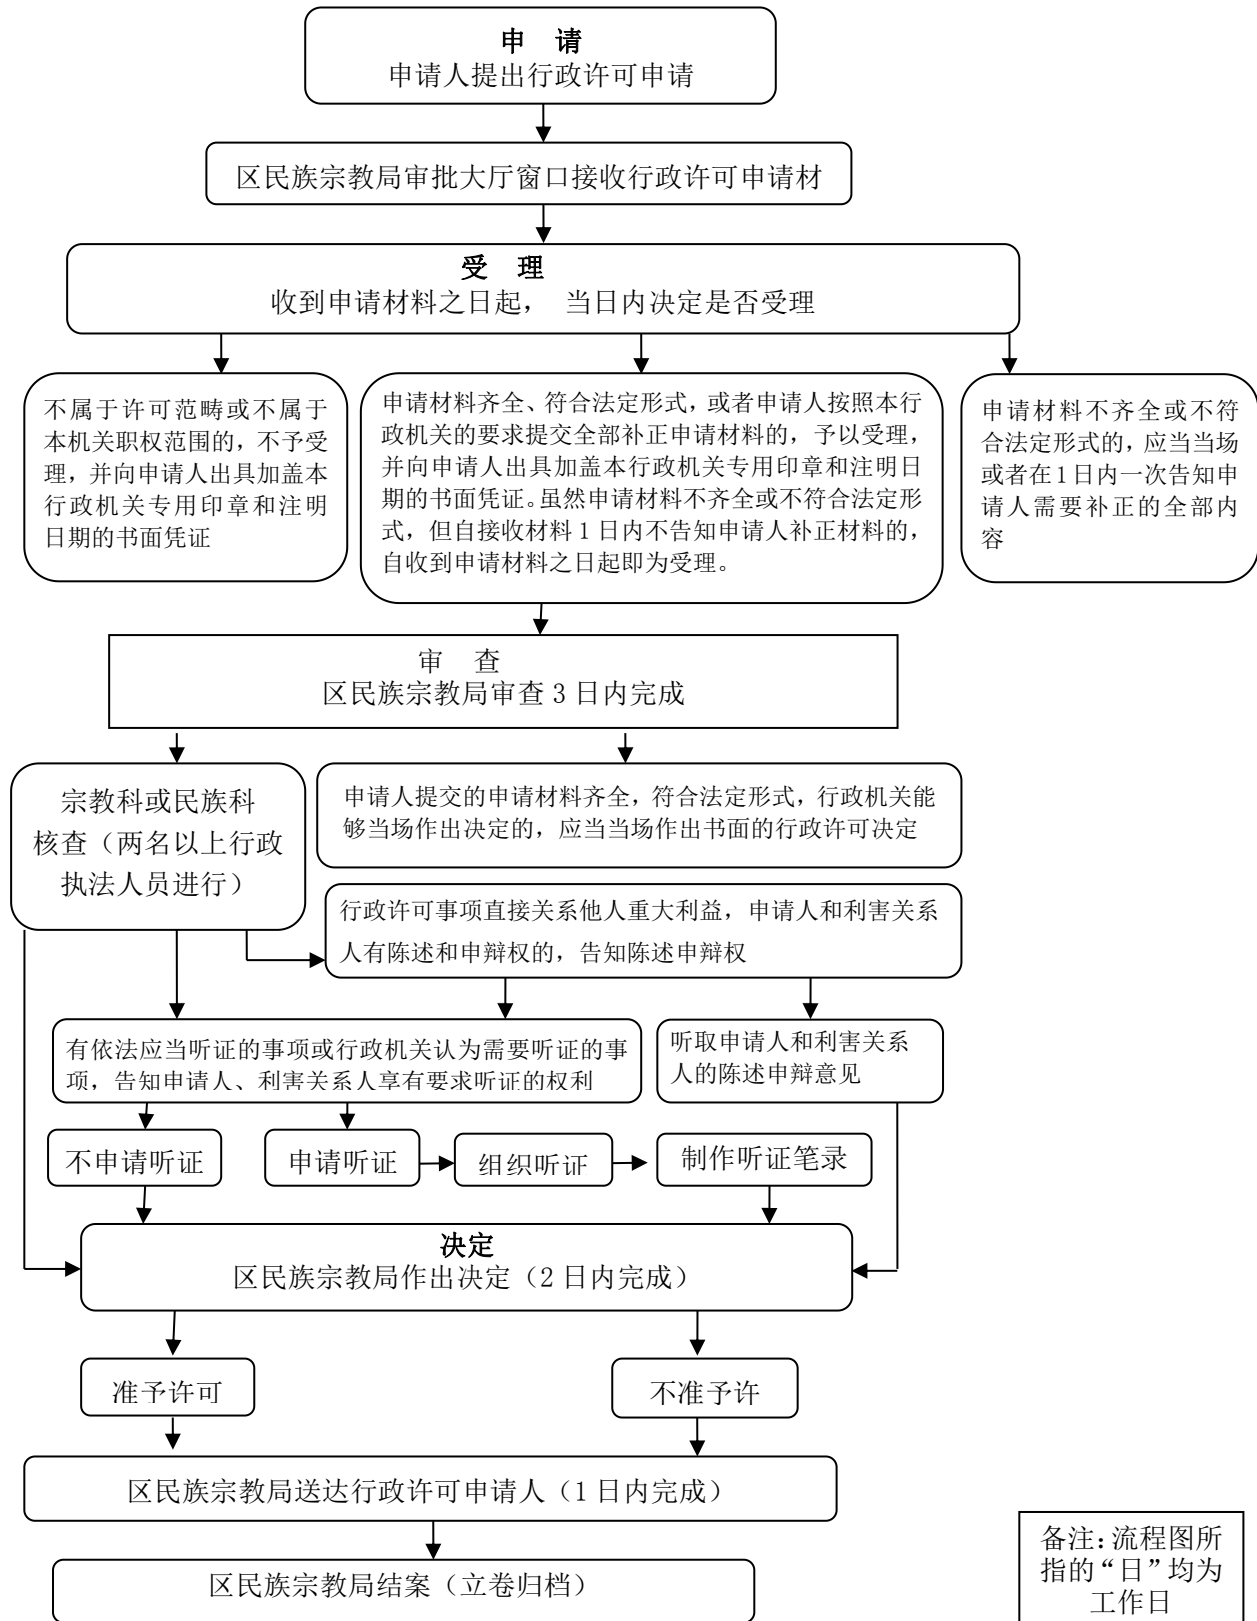 申 请
申请人提出行政许可申请
区民族宗教局审批大厅窗口接收行政许可申请材
受 理
收到申请材料之日起， 当日内决定是否受理
不属于许可范畴或不属于
本机关职权范围的，不予受
理，并向申请人出具加盖本
行政机关专用印章和注明
日期的书面凭证
申请材料齐全、符合法定形式，或者申请人按照本行
政机关的要求提交全部补正申请材料的，予以受理，
并向申请人出具加盖本行政机关专用印章和注明日
期的书面凭证。虽然申请材料不齐全或不符合法定形
式，但自接收材料 1 日内不告知申请人补正材料的，
自收到申请材料之日起即为受理。
申请材料不齐全或不符
合法定形式的，应当当场
或者在 1 日内一次告知申
请人需要补正的全部内
容
审 查
区民族宗教局审查 3 日内完成
宗教科或民族科
核查（两名以上行政
执法人员进行）
申请人提交的申请材料齐全，符合法定形式，行政机关能
够当场作出决定的，应当当场作出书面的行政许可决定
行政许可事项直接关系他人重大利益，申请人和利害关系
人有陈述和申辩权的，告知陈述申辩权
有依法应当听证的事项或行政机关认为需要听证的事
项，告知申请人、利害关系人享有要求听证的权利
听取申请人和利害关系
人的陈述申辩意见
不申请听证
申请听证
组织听证
制作听证笔录
决定
区民族宗教局作出决定（2 日内完成）
准予许可
不准予许
区民族宗教局送达行政许可申请人（1 日内完成）
区民族宗教局结案（立卷归档）
备注：流程图所
指的“日”均为
工作日